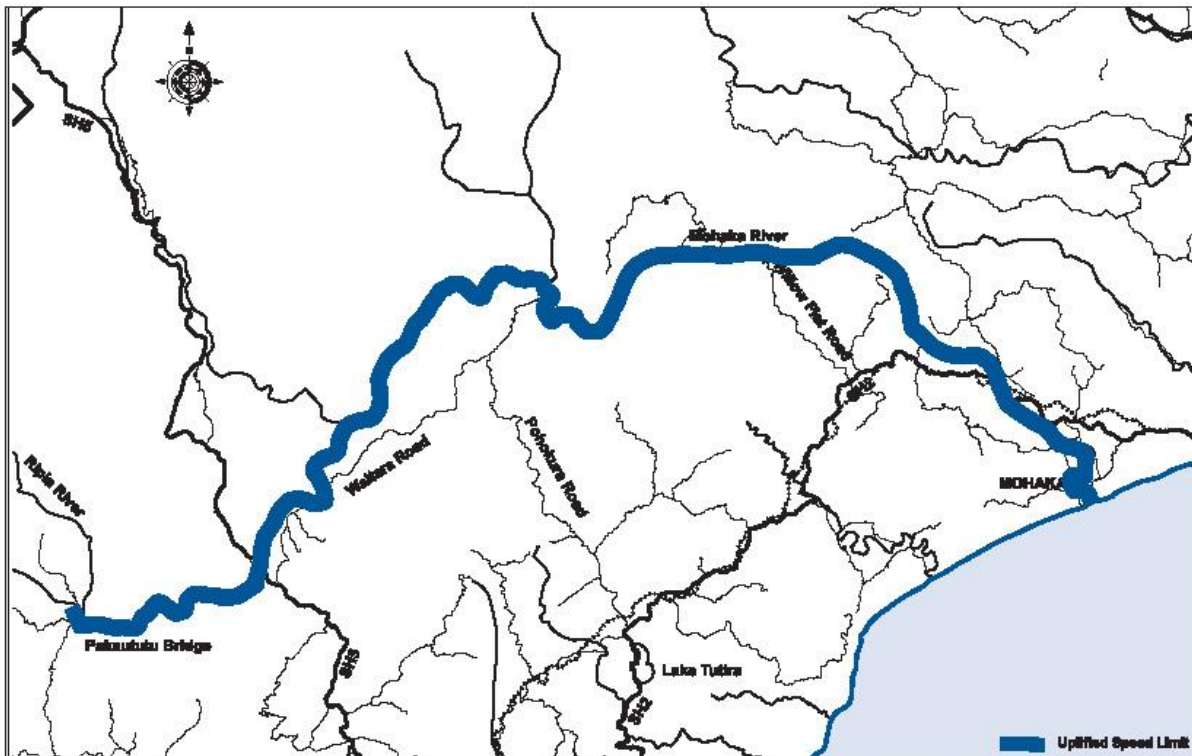 SH5
Mohaka River
Willow Flat Road
SH2
Waikara Road
Pohokura Road
Ripia River
MOHAKA
Pakaututu Bridge
SH5
Lake Tutira
SH2
Uplifted Speed Limit